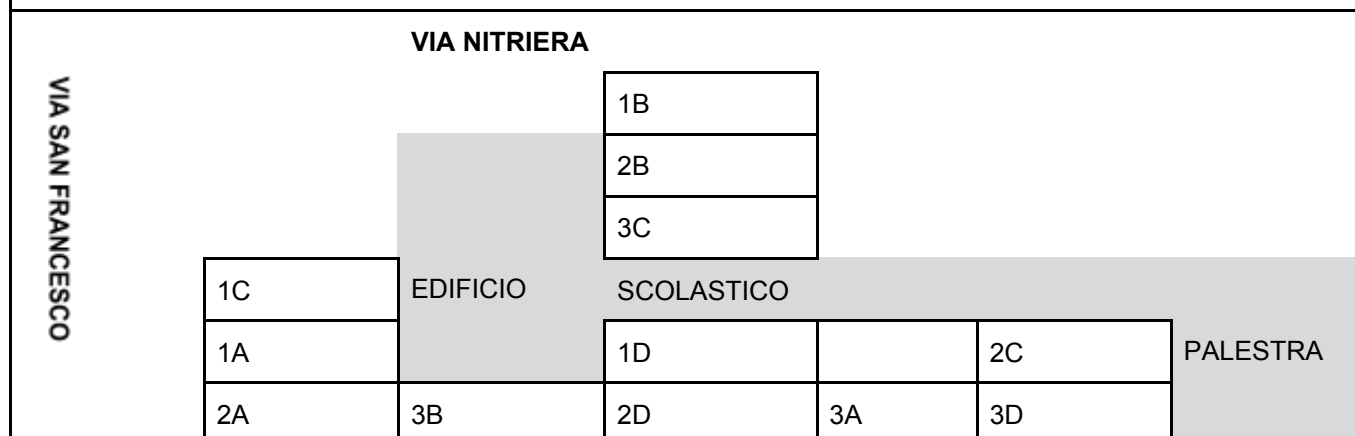 VIA NITRIERA
VIA SAN FRANCESCO
1B
2B
3C
1C EDIFICIO SCOLASTICO
1A 1D 2C PALESTRA
2A 3B 2D 3A 3D